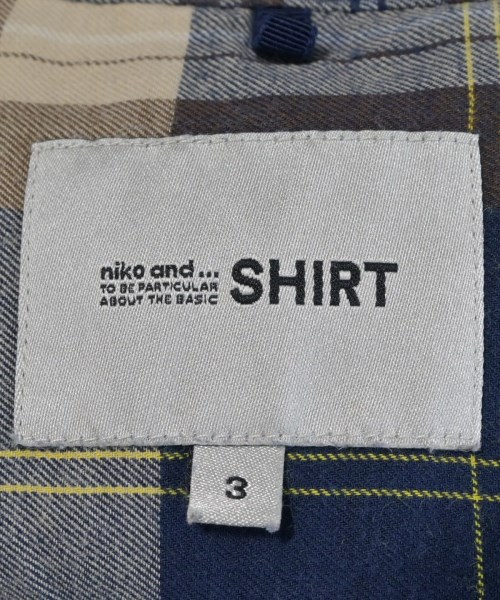 niko and ...
TO BE PARTICULAR
ABOUT THE BASIC
SHIRT
3